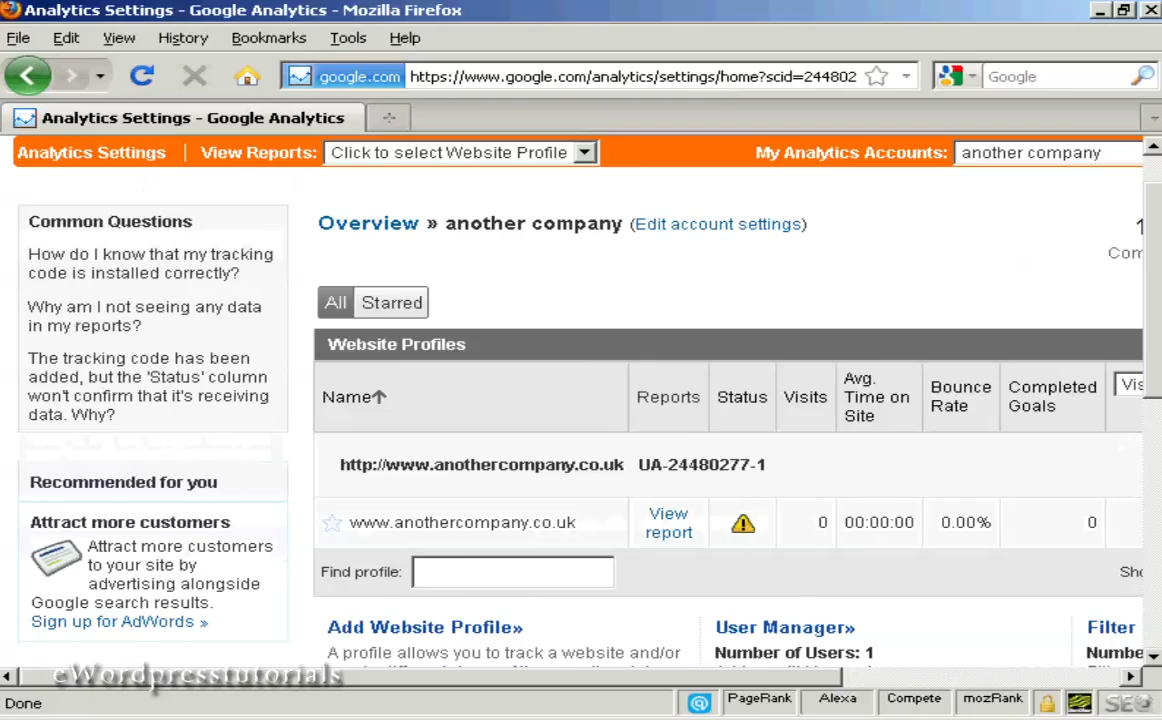 Analytics Settings - Google Analytics - Mozilla Firefox
File Edit View History Bookmarks Tools Help
google.com https://www.google.com/analytics/settings/home?scid=244802
Google
Analytics Settings - Google Analytics
Analytics Settings | View Reports: Click to select Website Profile
My Analytics Accounts: another company
Common Questions
How do I know that my tracking
code is installed correctly?
Why am I not seeing any data
in my reports?
The tracking code has been
added, but the 'Status' column
won't confirm that it's receiving
data. Why?
Recommended for you
Attract more customers
Attract more customers
to your site by
advertising alongside
Google search results.
Sign up for AdWords »
Overview » another company (Edit account settings)
1
Com
All Starred
Website Profiles
Name Reports Status Visits Avg. Time on Site Bounce Rate Completed Goals Vis
http://www.anothercompany.co.uk UA-24480277-1
www.anothercompany.co.uk View report 0 00:00:00 0.00% 0
Find profile:
Sho
Add Website Profile» User Manager» Filter
A profile allows you to track a website and/or Number of Users: 1 Numbe
eWordpresstutorials
Done PageRank Alexa Compete mozRank SEO